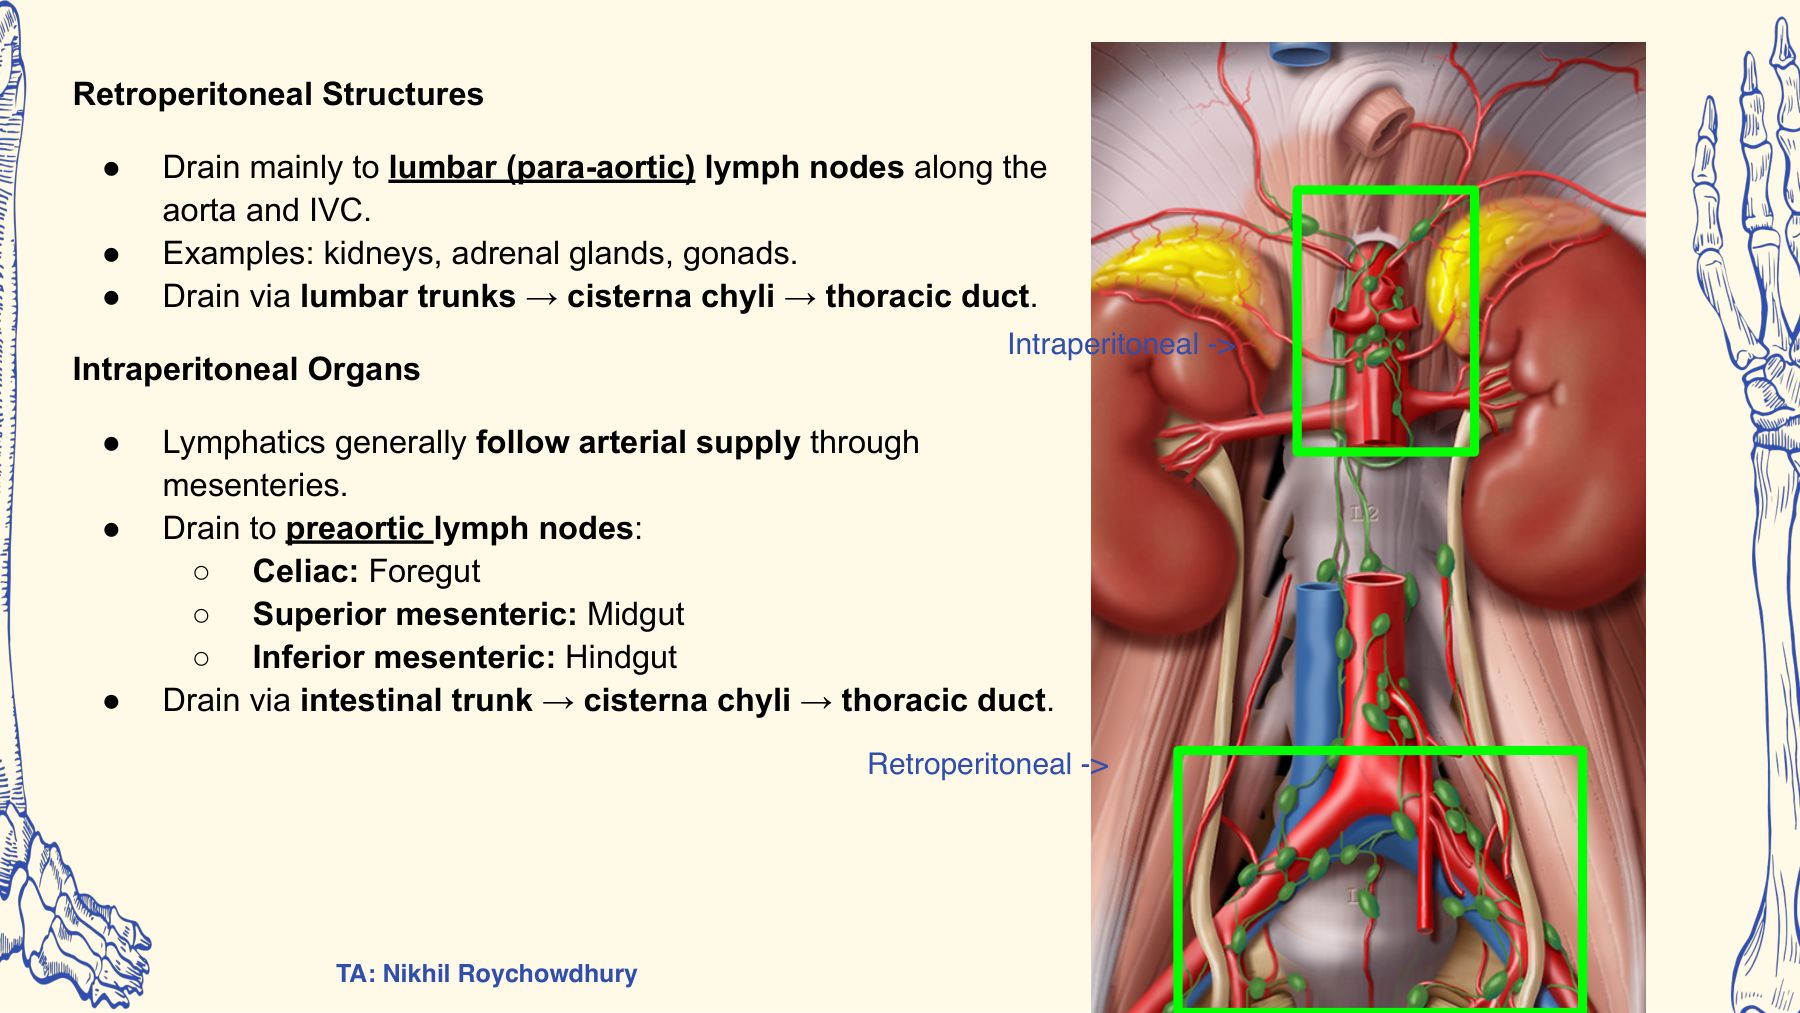 Retroperitoneal Structures
● Drain mainly to lumbar (para-aortic) lymph nodes along the
aorta and IVC.
● Examples: kidneys, adrenal glands, gonads.
● Drain via lumbar trunks → cisterna chyli → thoracic duct.
Intraperitoneal ->
Intraperitoneal Organs
● Lymphatics generally follow arterial supply through
mesenteries.
● Drain to preaortic lymph nodes:
○ Celiac: Foregut
○ Superior mesenteric: Midgut
○ Inferior mesenteric: Hindgut
● Drain via intestinal trunk → cisterna chyli → thoracic duct.
Retroperitoneal ->
TA: Nikhil Roychowdhury
L2